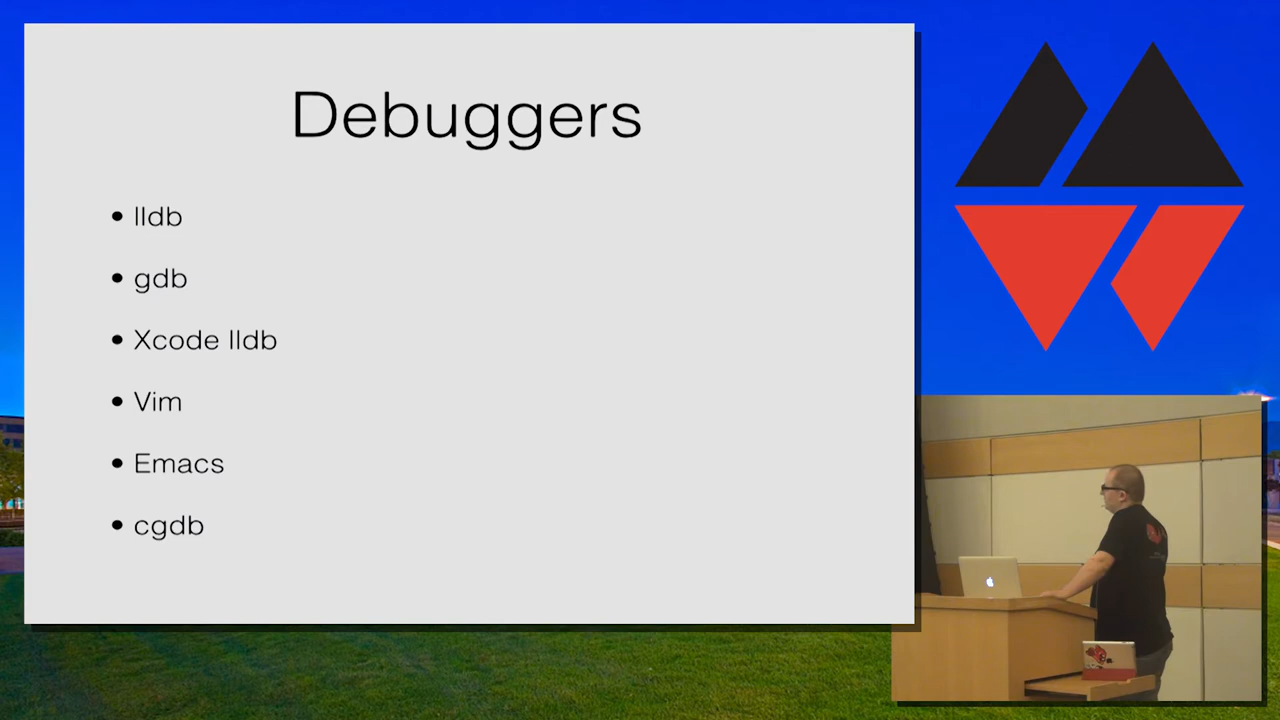 Debuggers
• lldb
• gdb
• Xcode lldb
• Vim
• Emacs
• cgdb